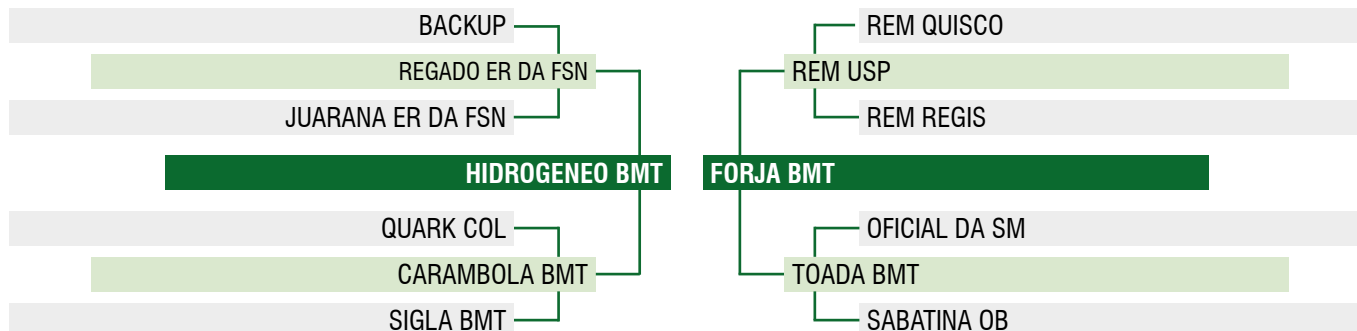 BACKUP
REGADO ER DA FSN
JUARANA ER DA FSN
HIDROGENEO BMT
QUARK COL
CARAMBOLA BMT
SIGLA BMT
REM QUISCO
REM USP
REM REGIS
FORJA BMT
OFICIAL DA SM
TOADA BMT
SABATINA OB